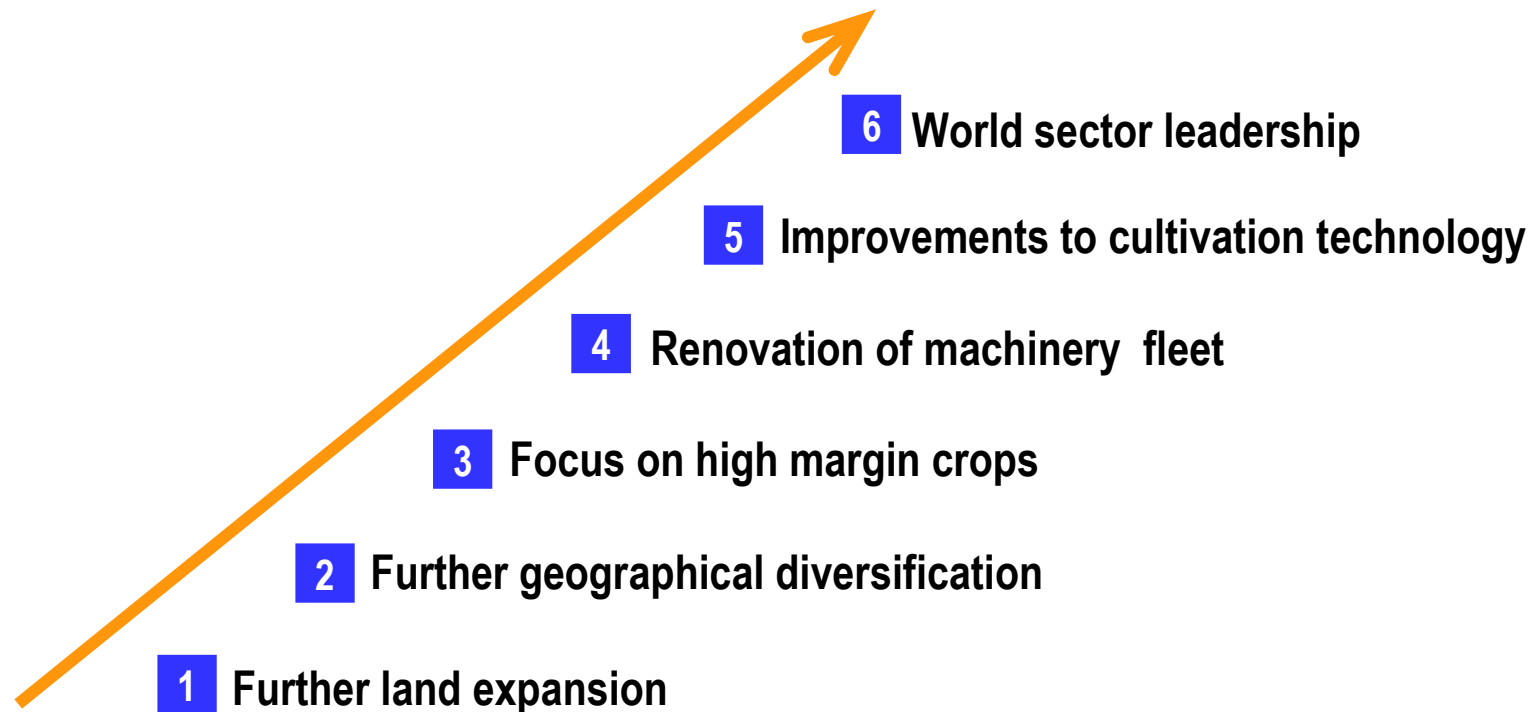 6 World sector leadership
5 Improvements to cultivation technology
4 Renovation of machinery  fleet
3 Focus on high margin crops
2 Further geographical diversification
1 Further land expansion